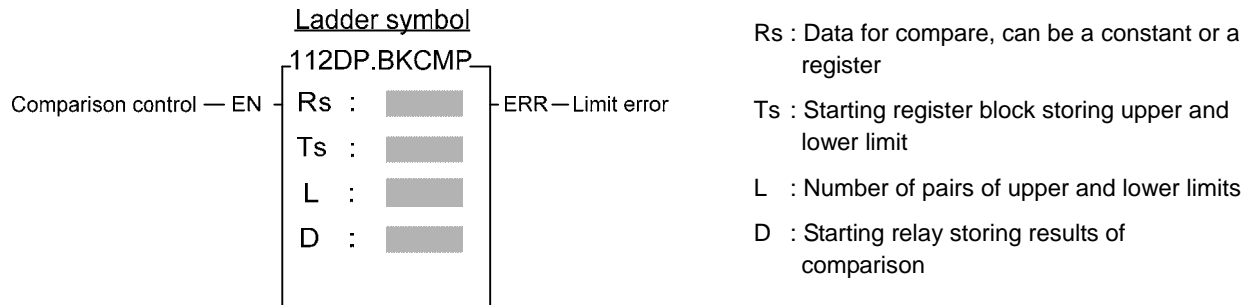 Ladder symbol
112DP.BKCMP
Comparison control — EN
Rs :
ERR — Limit error
Ts :
L :
D :
Rs : Data for compare, can be a constant or a
register
Ts : Starting register block storing upper and
lower limit
L : Number of pairs of upper and lower limits
D : Starting relay storing results of
comparison